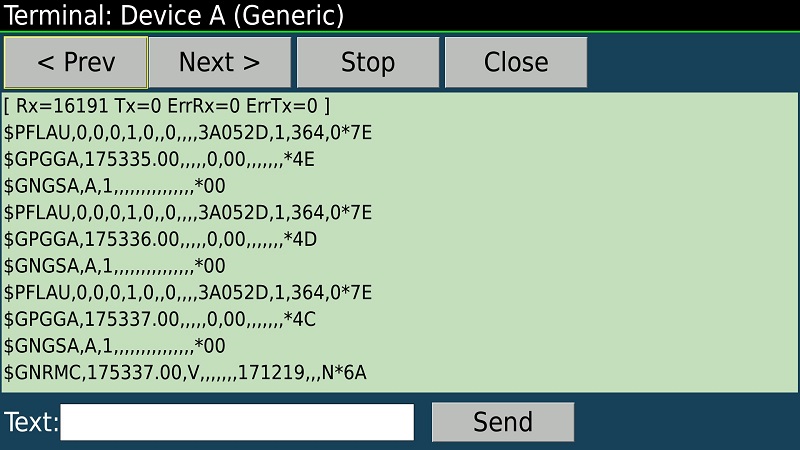 Terminal: Device A (Generic)
< Prev Next > Stop Close
[ Rx=16191 Tx=0 ErrRx=0 ErrTx=0 ]
$PFLAU,0,0,0,1,0,,0,,,,3A052D,1,364,0*7E
$GPGGA,175335.00,,,,,0,00,,,,,,,*4E
$GNGSA,A,1,,,,,,,,,,,,,,,*00
$PFLAU,0,0,0,1,0,,0,,,,3A052D,1,364,0*7E
$GPGGA,175336.00,,,,,0,00,,,,,,,*4D
$GNGSA,A,1,,,,,,,,,,,,,,,*00
$PFLAU,0,0,0,1,0,,0,,,,3A052D,1,364,0*7E
$GPGGA,175337.00,,,,,0,00,,,,,,,*4C
$GNGSA,A,1,,,,,,,,,,,,,,,*00
$GNRMC,175337.00,V,,,,,,,171219,,,N*6A
Text: Send